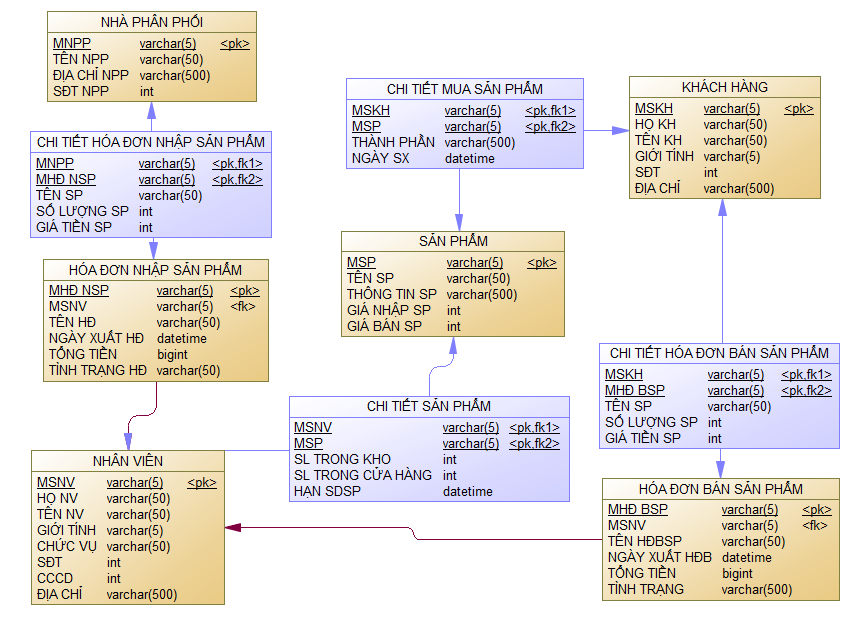 NHÀ PHÂN PHỐI
MNPP varchar(5) <pk>
TÊN NPP varchar(50)
ĐỊA CHỈ NPP varchar(500)
SĐT NPP int
CHI TIẾT HÓA ĐƠN NHẬP SẢN PHẨM
MNPP varchar(5) <pk,fk1>
MHĐ NSP varchar(5) <pk,fk2>
TÊN SP varchar(50)
SỐ LƯỢNG SP int
GIÁ TIỀN SP int
HÓA ĐƠN NHẬP SẢN PHẨM
MHĐ NSP varchar(5) <pk>
MSNV varchar(5) <fk>
TÊN HĐ varchar(50)
NGÀY XUẤT HĐ datetime
TỔNG TIỀN bigint
TÌNH TRẠNG HĐ varchar(50)
NHÂN VIÊN
MSNV varchar(5) <pk>
HỌ NV varchar(50)
TÊN NV varchar(50)
GIỚI TÍNH varchar(5)
CHỨC VỤ varchar(50)
SĐT int
CCCD int
ĐỊA CHỈ varchar(500)
CHI TIẾT MUA SẢN PHẨM
MSKH varchar(5) <pk,fk1>
MSP varchar(5) <pk,fk2>
THÀNH PHẦN varchar(500)
NGÀY SX datetime
SẢN PHẨM
MSP varchar(5) <pk>
TÊN SP varchar(50)
THÔNG TIN SP varchar(500)
GIÁ NHẬP SP int
GIÁ BÁN SP int
CHI TIẾT SẢN PHẨM
MSNV varchar(5) <pk,fk1>
MSP varchar(5) <pk,fk2>
SL TRONG KHO int
SL TRONG CỬA HÀNG int
HẠN SDSP datetime
KHÁCH HÀNG
MSKH varchar(5) <pk>
HỌ KH varchar(50)
TÊN KH varchar(50)
GIỚI TÍNH varchar(5)
SĐT int
ĐỊA CHỈ varchar(500)
CHI TIẾT HÓA ĐƠN BÁN SẢN PHẨM
MSKH varchar(5) <pk,fk1>
MHĐ BSP varchar(5) <pk,fk2>
TÊN SP varchar(50)
SỐ LƯỢNG SP int
GIÁ TIỀN SP int
HÓA ĐƠN BÁN SẢN PHẨM
MHĐ BSP varchar(5) <pk>
MSNV varchar(5) <fk>
TÊN HĐBSP varchar(50)
NGÀY XUẤT HĐB datetime
TỔNG TIỀN bigint
TÌNH TRẠNG varchar(500)